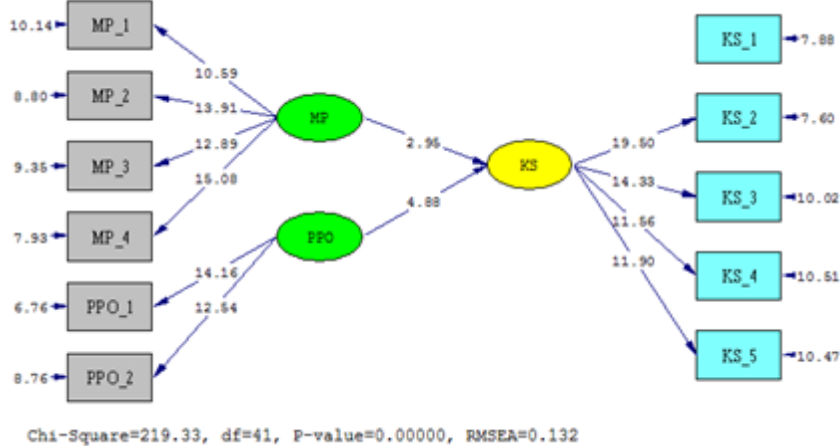 10.14 MP_1 KS_1 7.88
10.59
8.80 MP_2 13.91 MP KS_2 7.60
12.89 2.95 19.50
9.35 MP_3 15.08 KS 14.33 KS_3 10.02
4.88 11.56
7.93 MP_4 PPO 11.90 KS_4 10.51
14.16
6.76 PPO_1 12.54
KS_5 10.47
8.76 PPO_2
Chi-Square=219.33, df=41, P-value=0.00000, RMSEA=0.132